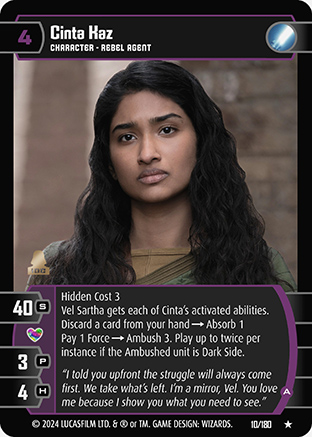 4
Cinta Kaz
CHARACTER - REBEL AGENT
40 S
3 P
4 H
Hidden Cost 3
Vel Sartha gets each of Cinta's activated abilities.
Discard a card from your hand → Absorb 1
Pay 1 Force → Ambush 3. Play up to twice per
instance if the Ambushed unit is Dark Side.
"I told you upfront the struggle will always come
first. We take what's left. I'm a mirror, Vel. You love
me because I show you what you need to see."
A
© 2024 LUCASFILM LTD. & ® or TM. GAME DESIGN: WIZARDS.
10/180 ★